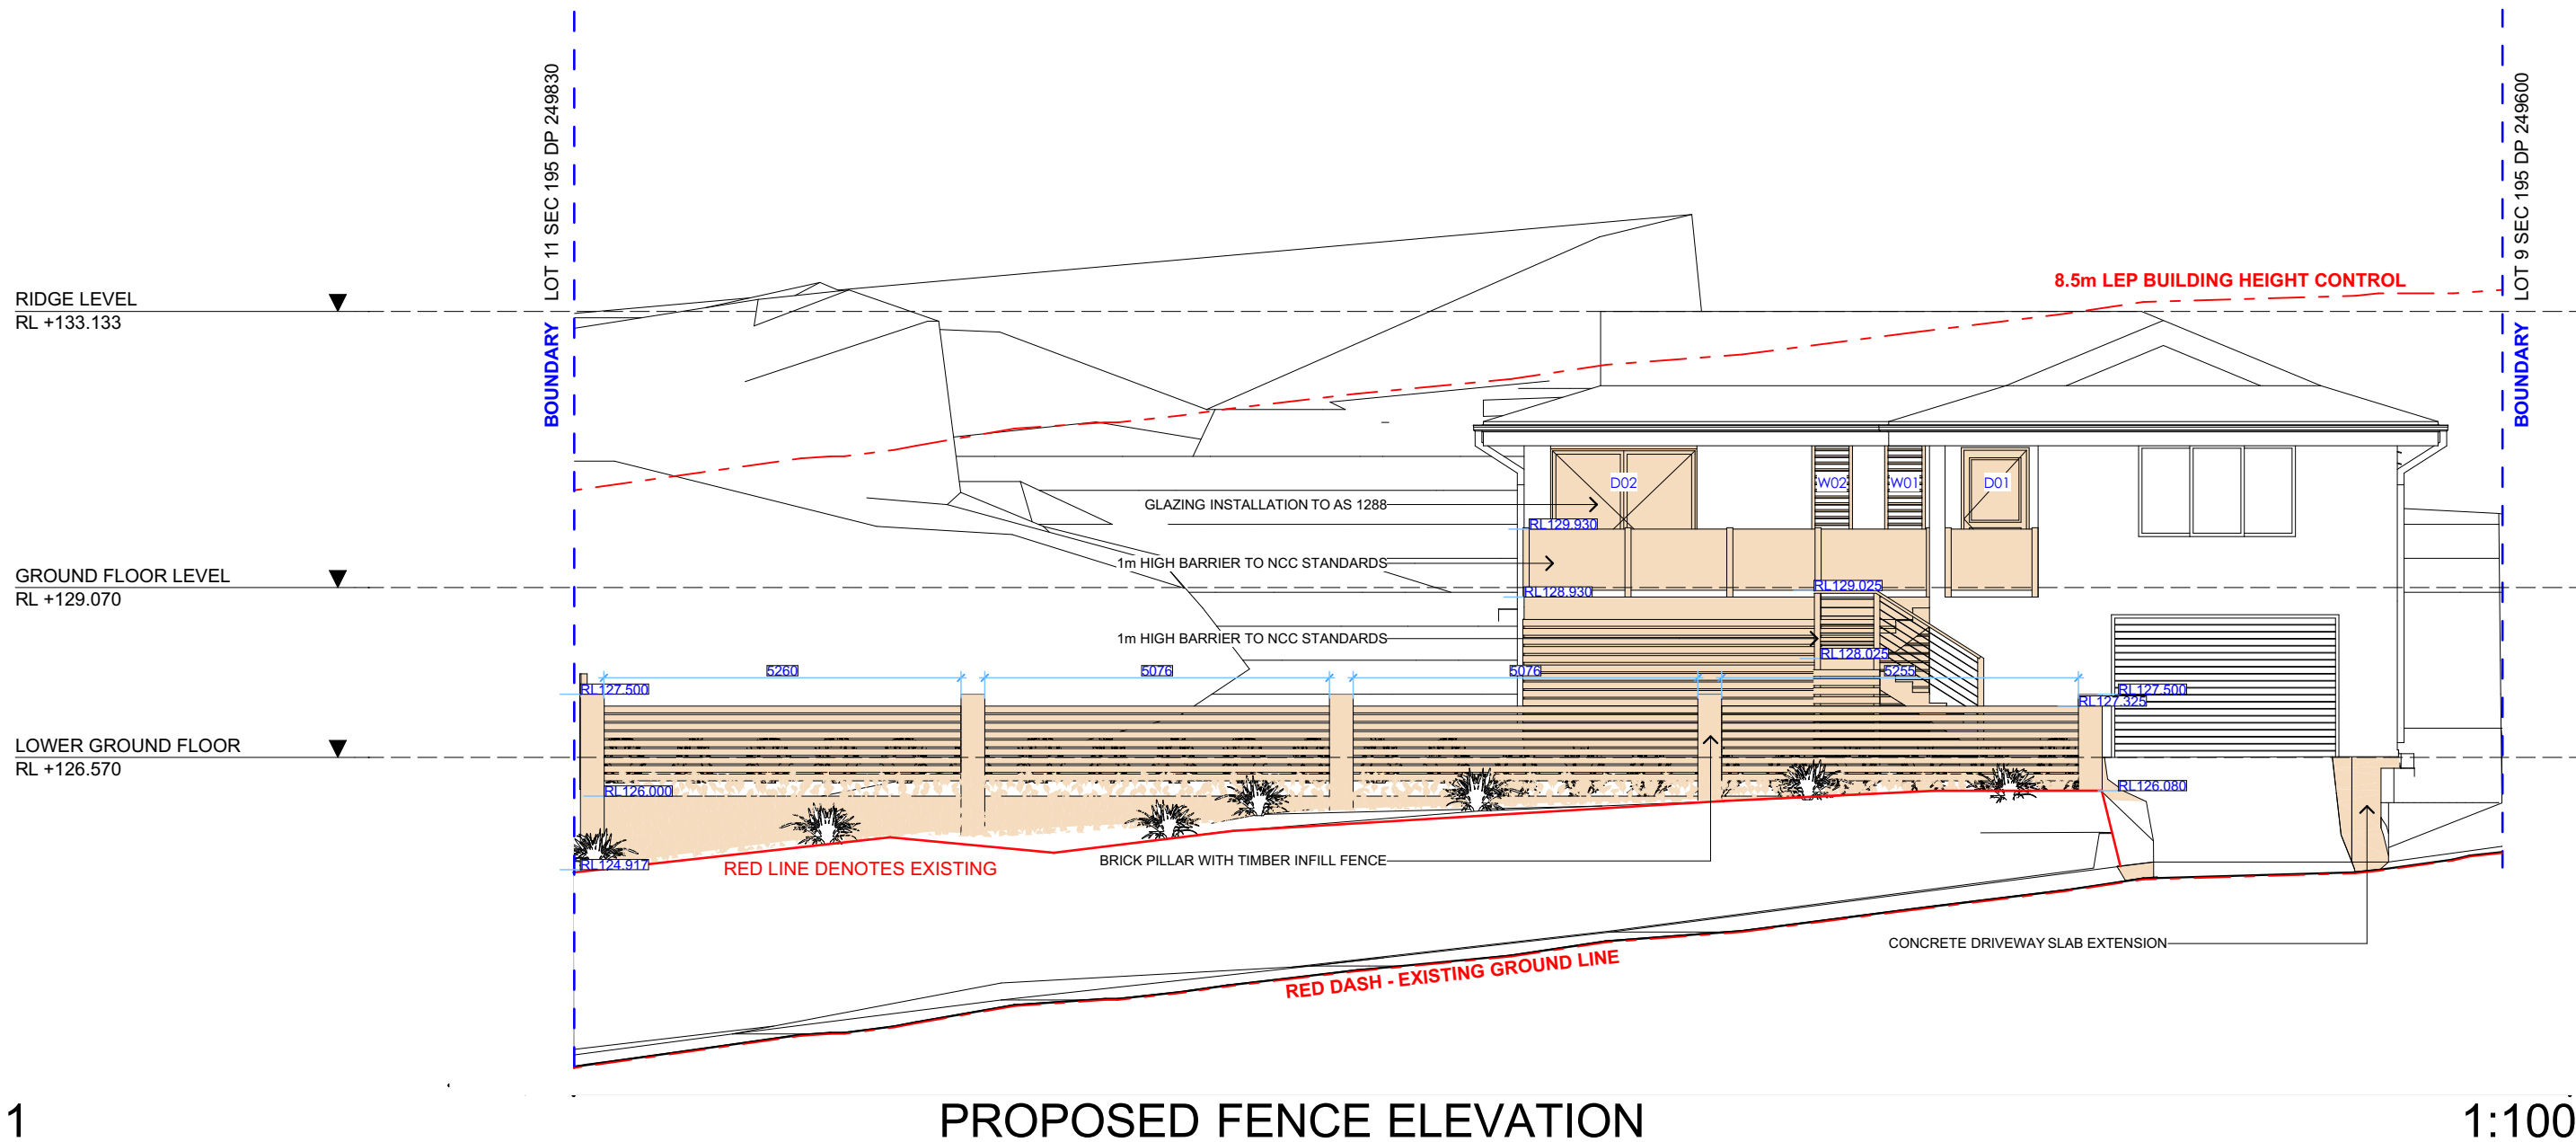 LOT 11 SEC 195 DP 249830
BOUNDARY
LOT 9 SEC 195 DP 249600
BOUNDARY
8.5m LEP BUILDING HEIGHT CONTROL
RIDGE LEVEL
RL +133.133
D02
W02
W01
D01
GLAZING INSTALLATION TO AS 1288
RL129.930
1m HIGH BARRIER TO NCC STANDARDS
GROUND FLOOR LEVEL
RL +129.070
RL128.930
RL129.025
1m HIGH BARRIER TO NCC STANDARDS
RL128.025
5260
5076
5076
5255
RL127.500
RL127.500
RL127.325
LOWER GROUND FLOOR
RL +126.570
RL126.000
RL126.080
RL124.917
RED LINE DENOTES EXISTING
BRICK PILLAR WITH TIMBER INFILL FENCE
CONCRETE DRIVEWAY SLAB EXTENSION
RED DASH - EXISTING GROUND LINE
1
PROPOSED FENCE ELEVATION
1:100